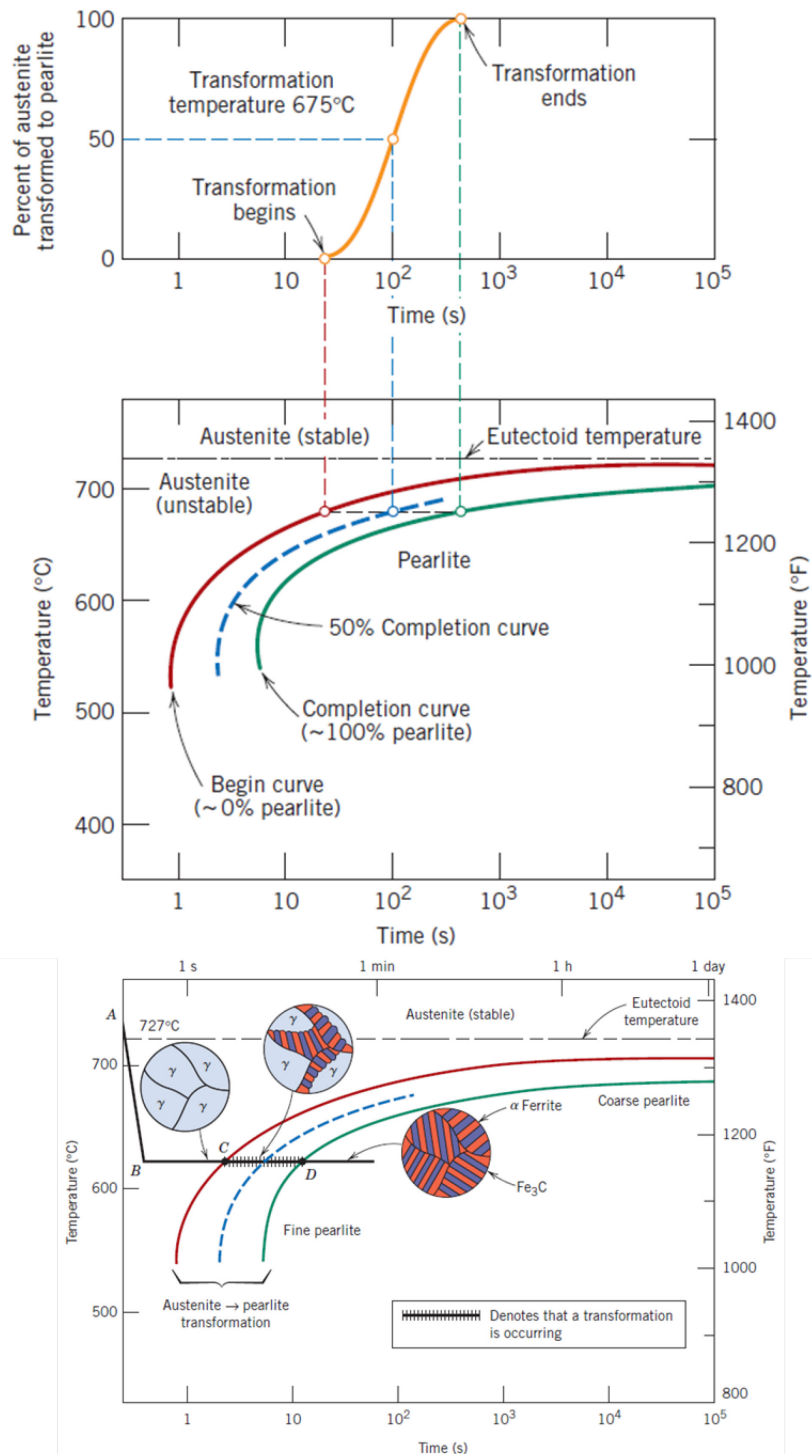 Percent of austenite
transformed to pearlite
100
50
0
Transformation
temperature 675°C
Transformation
ends
Transformation
begins
1 10 10² 10³ 10⁴ 10⁵
Time (s)
Temperature (°C)
700
600
500
400
Austenite (stable)
Eutectoid temperature
Austenite
(unstable)
Pearlite
50% Completion curve
Completion curve
(~100% pearlite)
Begin curve
(~0% pearlite)
1400
1200
1000
800
Temperature (°F)
1 10 10² 10³ 10⁴ 10⁵
Time (s)
1 s 1 min 1 h 1 day
A
727°C
Austenite (stable)
Eutectoid
temperature
γ
γ
γ
γ
γ
γ
γ
α Ferrite
Coarse pearlite
Fe₃C
B
C
D
Fine pearlite
Austenite → pearlite
transformation
Denotes that a transformation
is occurring
Temperature (°C)
700
600
500
1400
1200
1000
800
Temperature (°F)
1 10 10² 10³ 10⁴ 10⁵
Time (s)